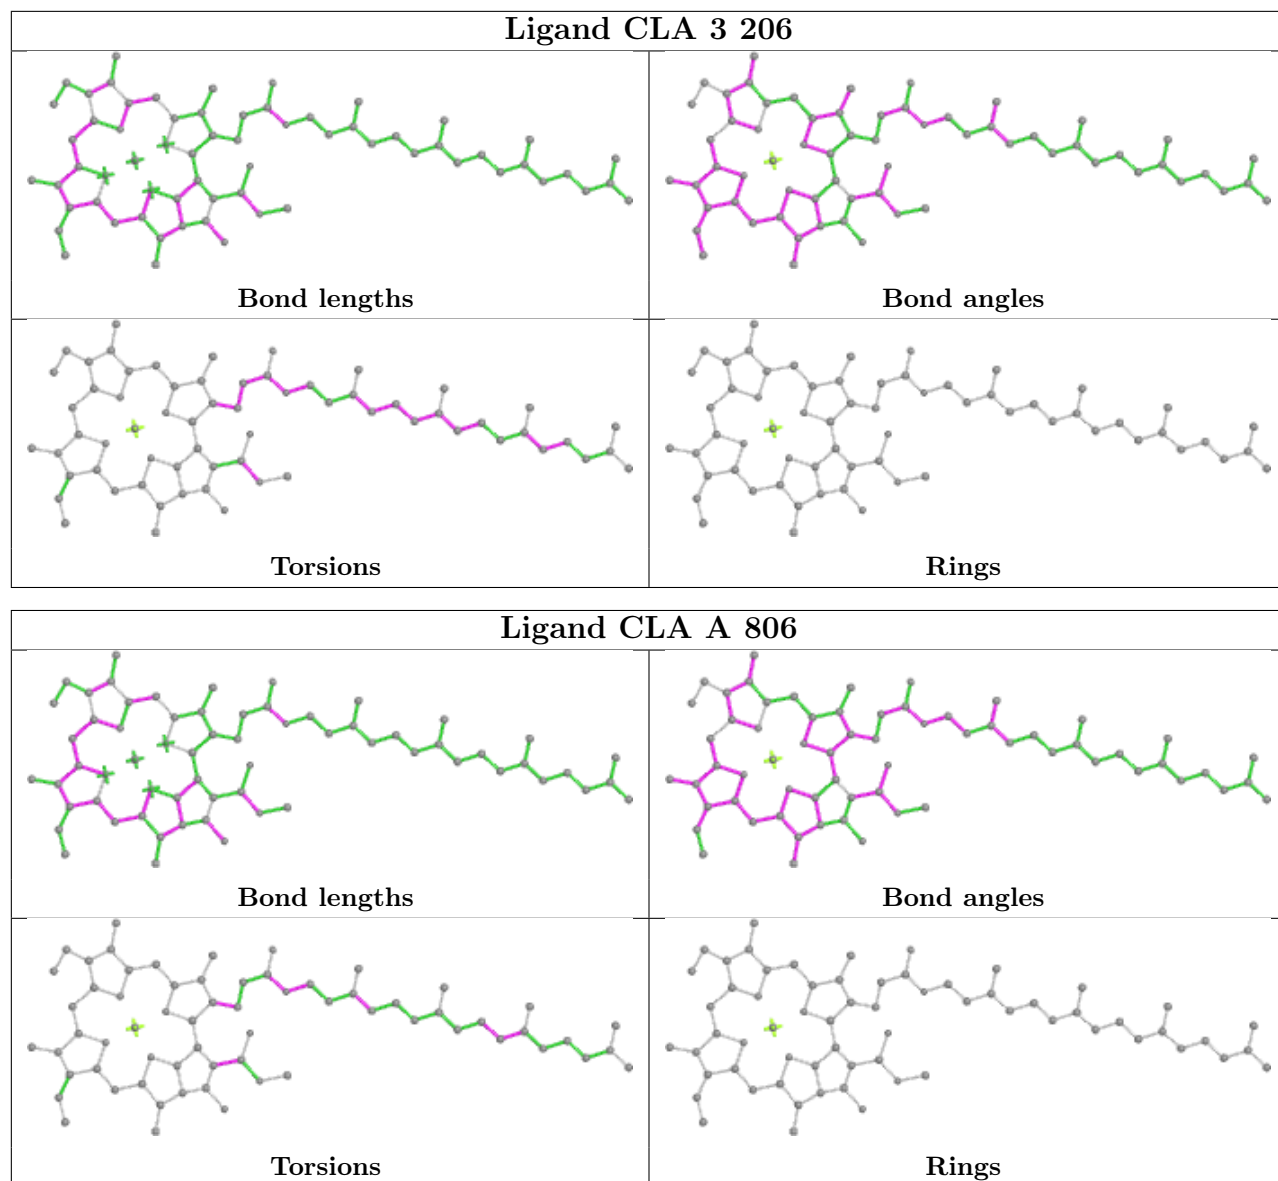 Ligand CLA 3 206
Bond lengths
Bond angles
Torsions
Rings
Ligand CLA A 806
Bond lengths
Bond angles
Torsions
Rings